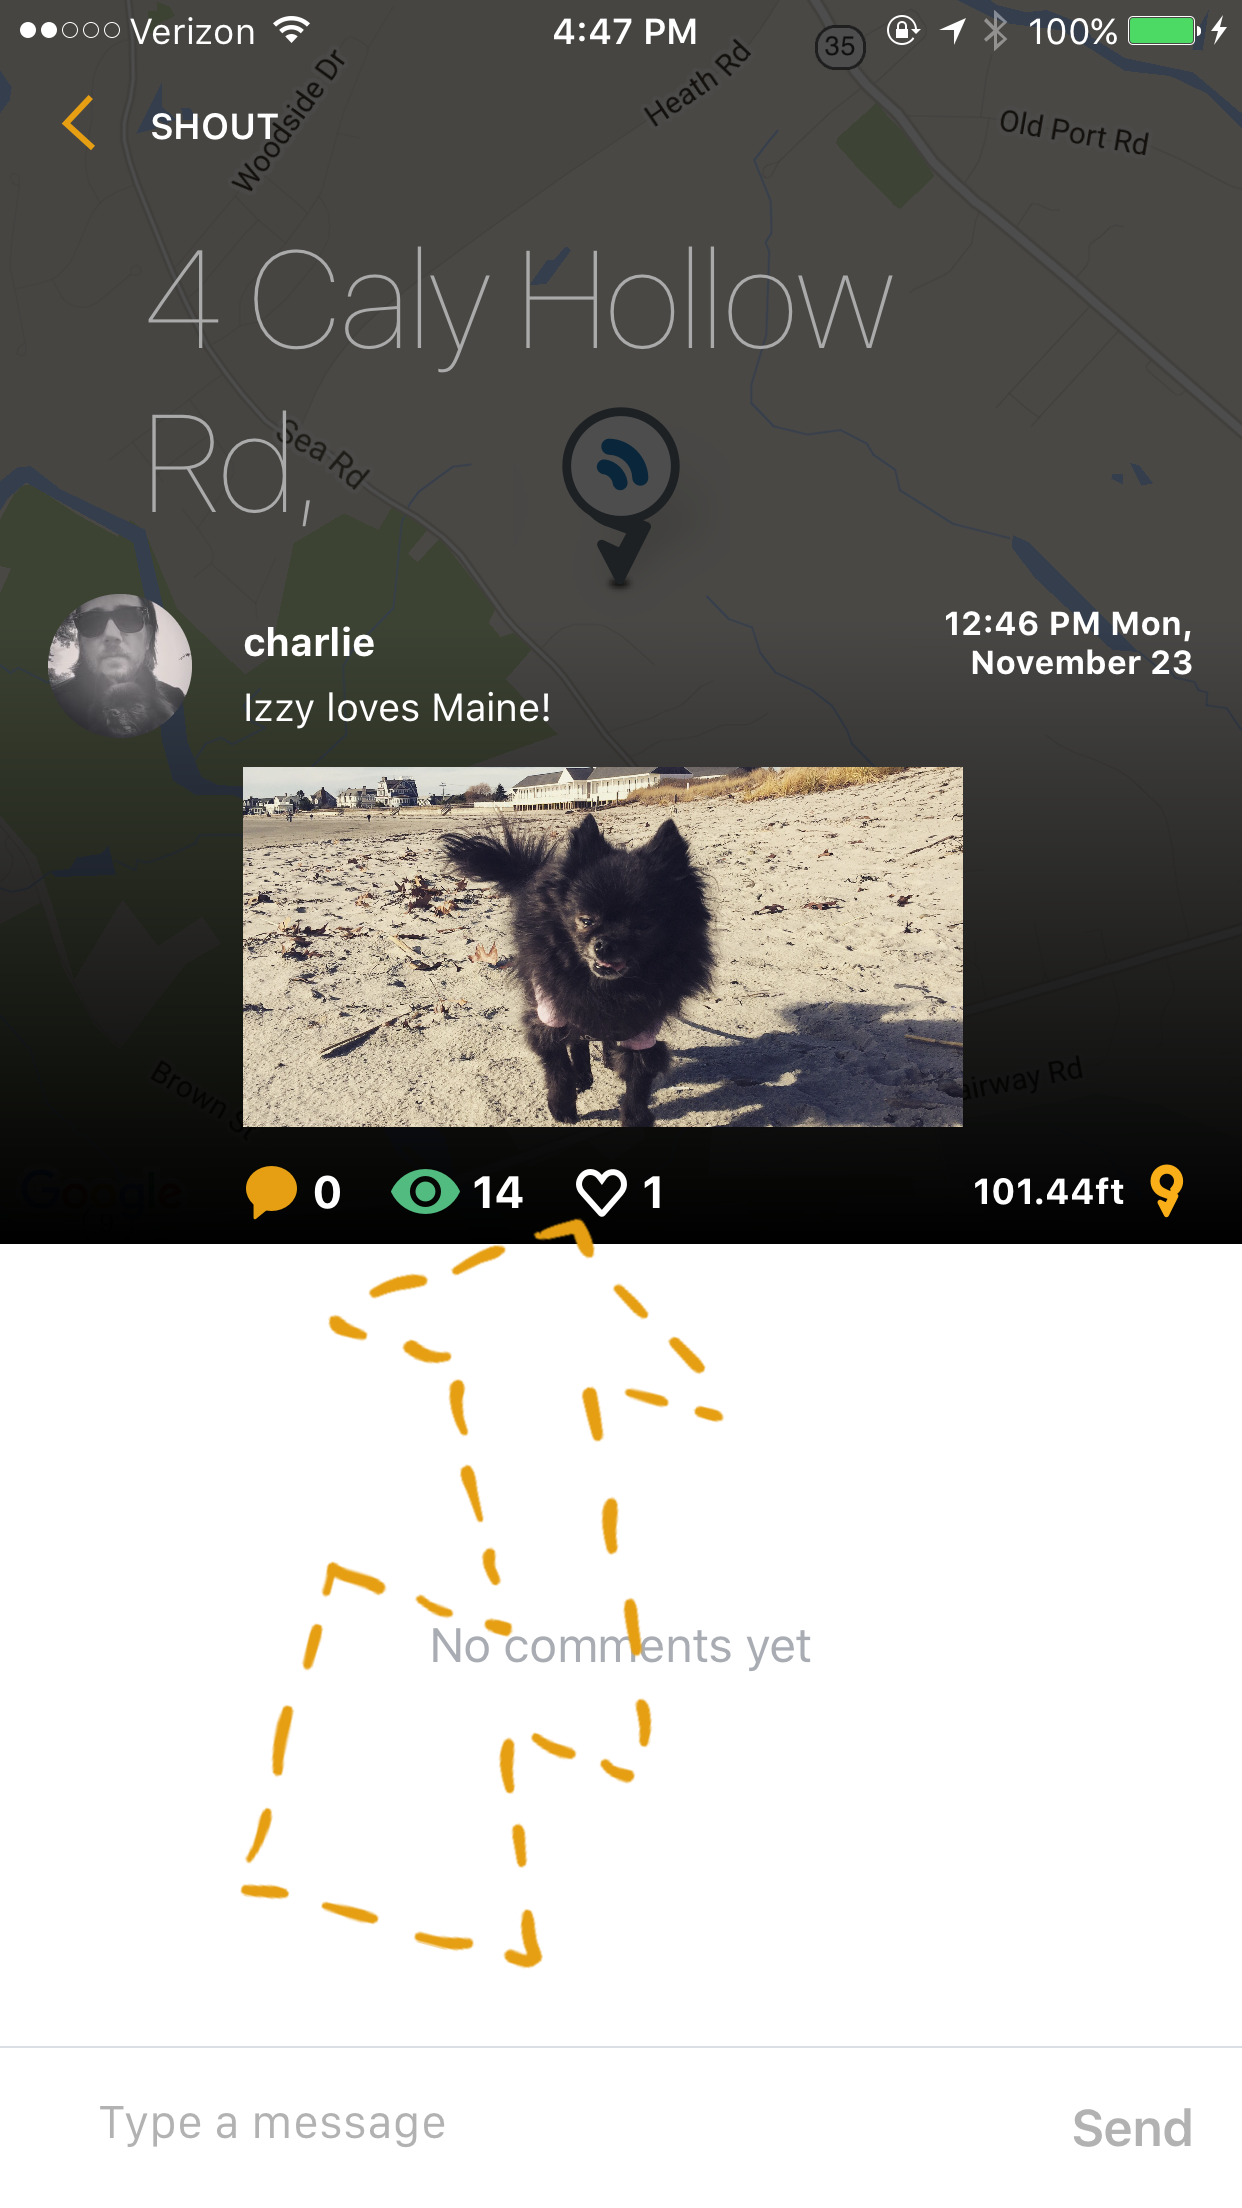 Verizon 4:47 PM 100%
35
Woodside Dr
Heath Rd
Old Port Rd
SHOUT
4 Caly Hollow
Rd,
Sea Rd
charlie
12:46 PM Mon,
November 23
Izzy loves Maine!
Brown St
airway Rd
Google
0 14 1 101.44ft
No comments yet
Type a message
Send